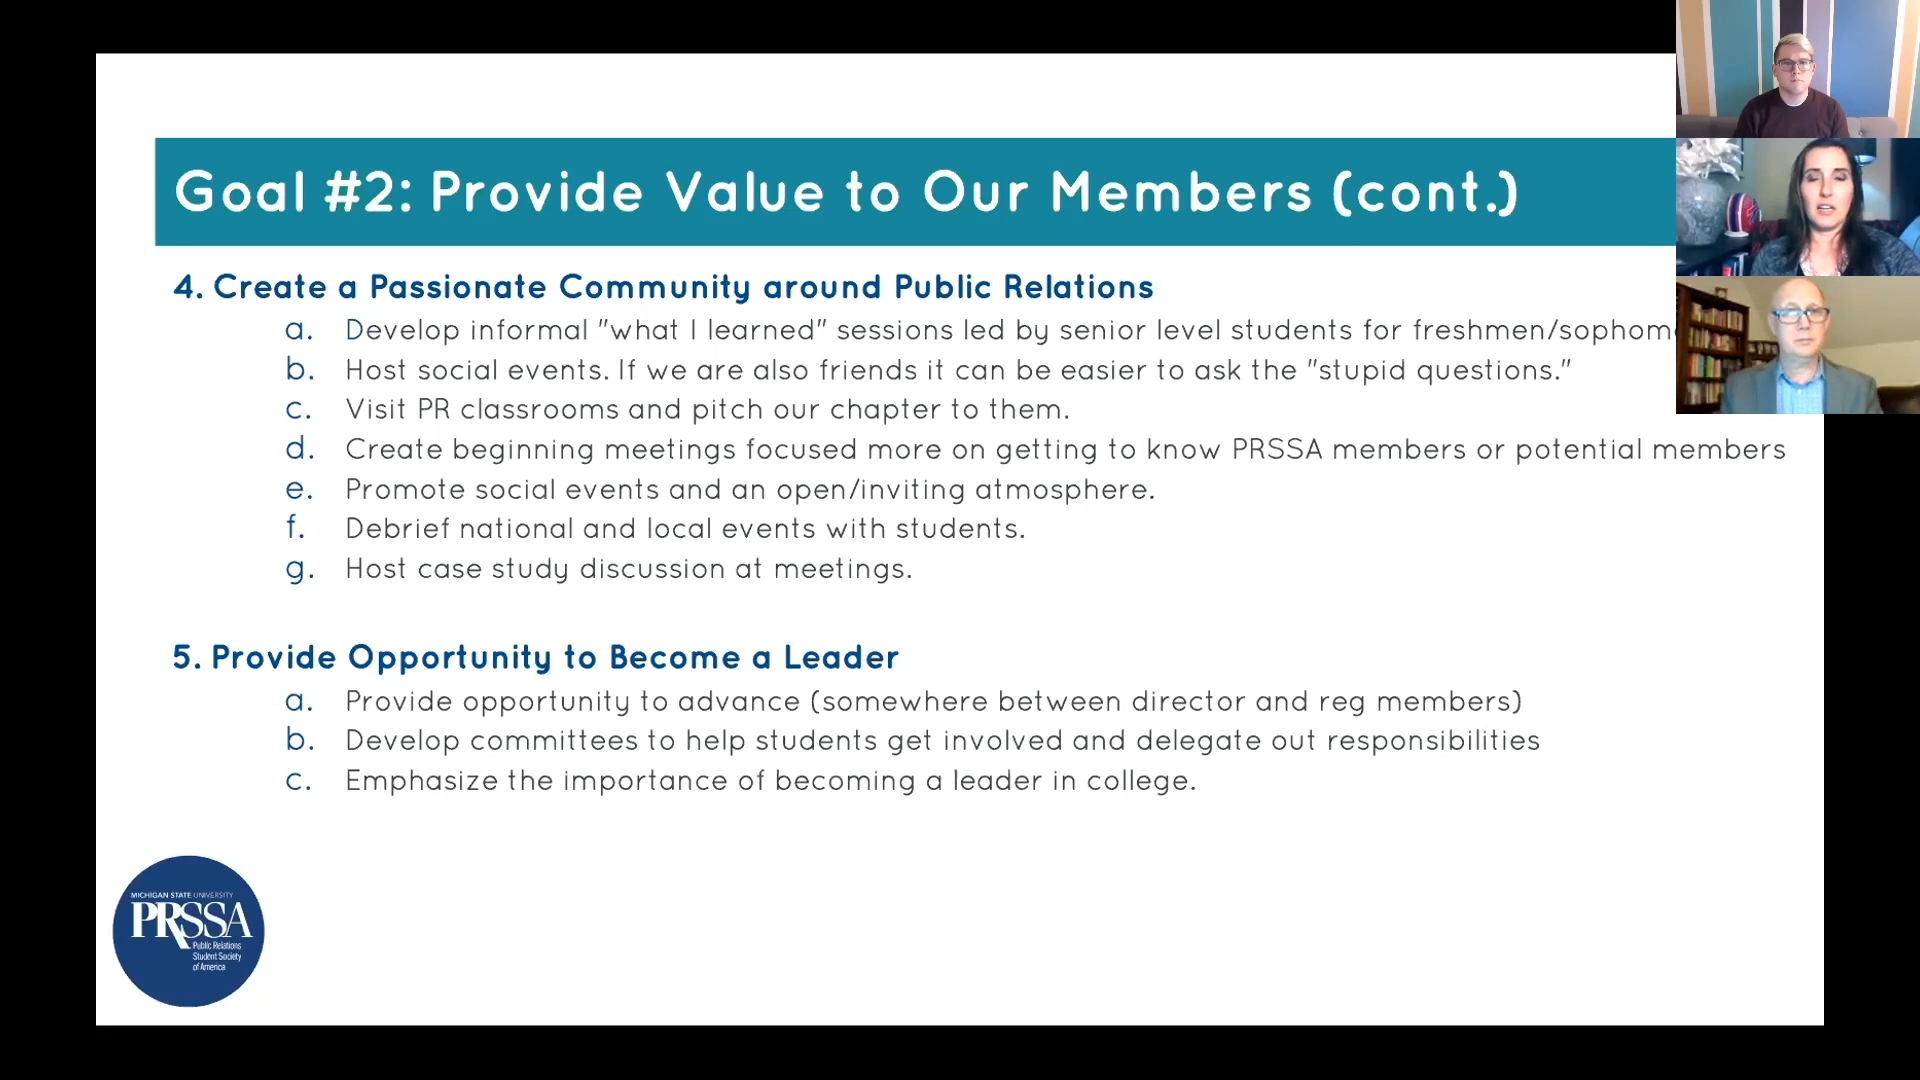 Goal #2: Provide Value to Our Members (cont.)
4. Create a Passionate Community around Public Relations
a. Develop informal "what I learned" sessions led by senior level students for freshmen/sophom
b. Host social events. If we are also friends it can be easier to ask the "stupid questions."
c. Visit PR classrooms and pitch our chapter to them.
d. Create beginning meetings focused more on getting to know PRSSA members or potential members
e. Promote social events and an open/inviting atmosphere.
f. Debrief national and local events with students.
g. Host case study discussion at meetings.
5. Provide Opportunity to Become a Leader
a. Provide opportunity to advance (somewhere between director and reg members)
b. Develop committees to help students get involved and delegate out responsibilities
c. Emphasize the importance of becoming a leader in college.
MICHIGAN STATE UNIVERSITY
PRSSA
Public Relations
Student Society
of America